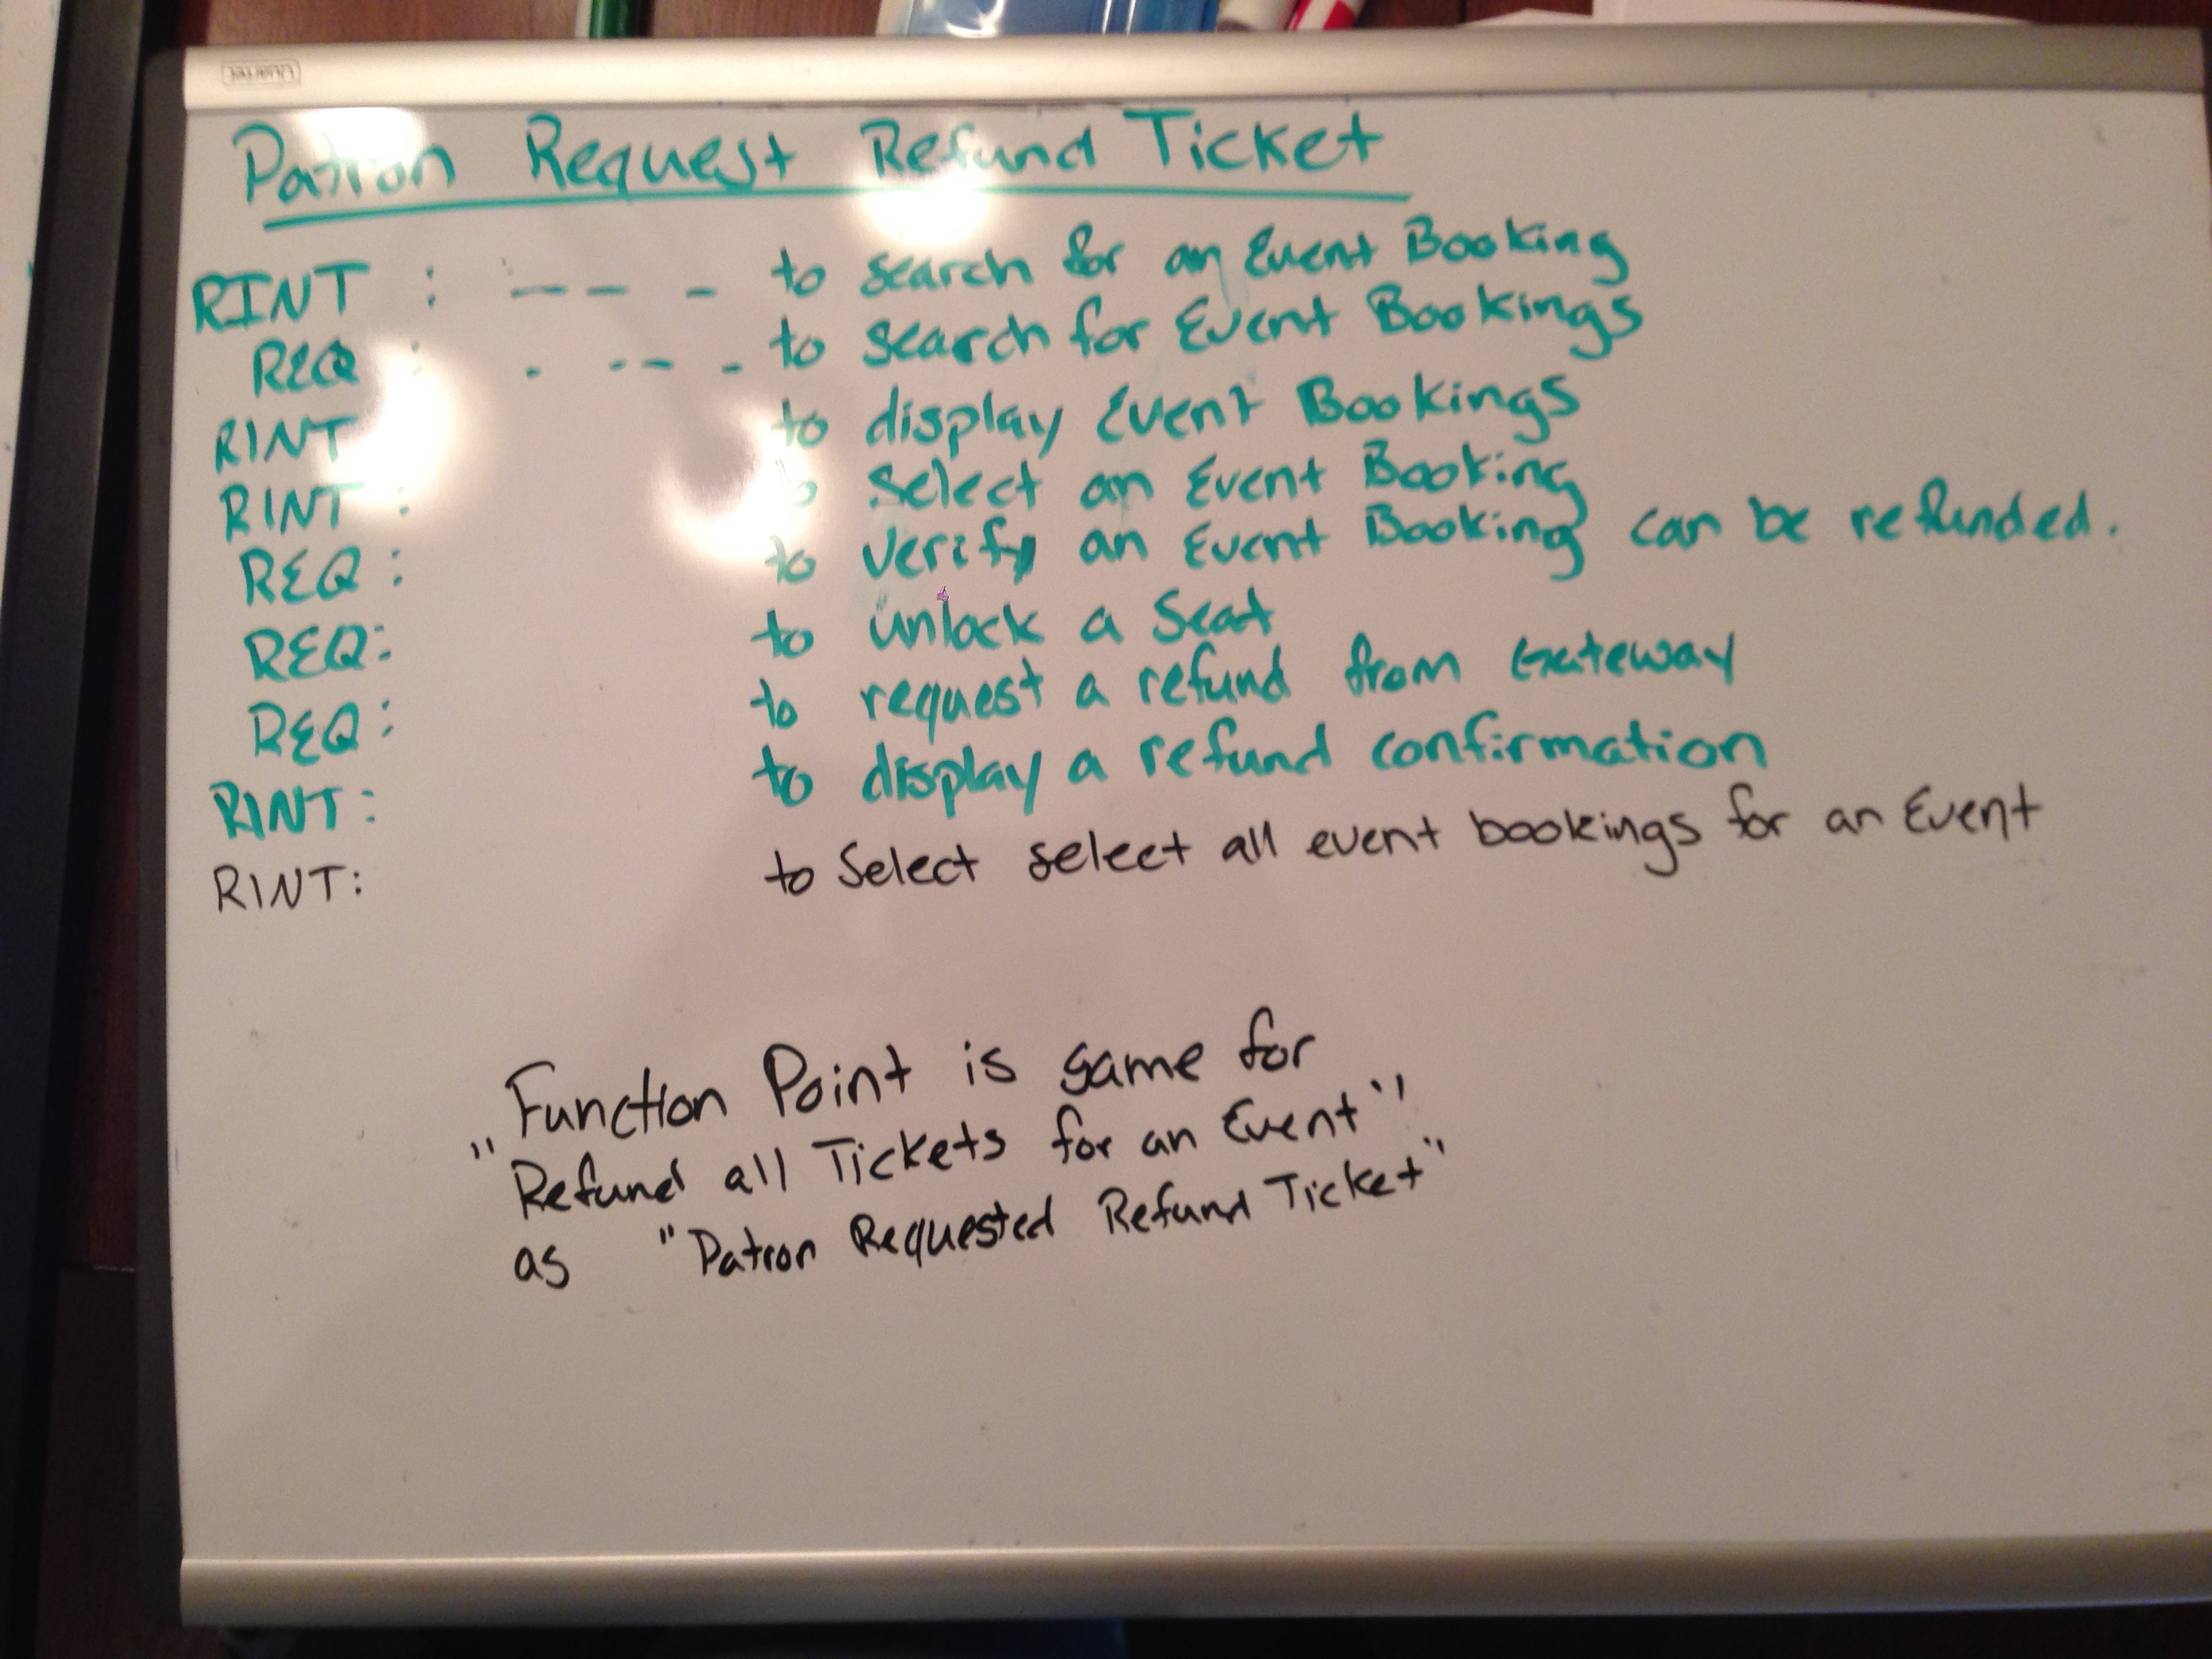 Quartet
Patron Request Refund Ticket
RINT : - - - to search for an Event Booking
REQ : - -- - to search for Event Bookings
RINT to display Event Bookings
RINT : to select an Event Booking
REQ : to verify an Event Booking can be refunded.
REQ: to unlock a Seat
REQ: to request a refund from Gateway
RINT: to display a refund confirmation
RINT: to Select select all event bookings for an Event
Function Point is same for
"Refund all Tickets for an Event"
as "Patron Requested Refund Ticket"